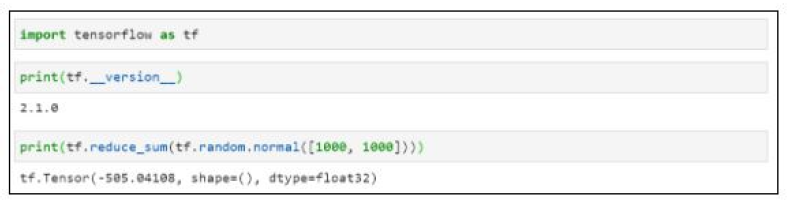 import tensorflow as tf
print(tf.__version__)
2.1.0
print(tf.reduce_sum(tf.random.normal([1000, 1000])))
tf.Tensor(-505.04108, shape=(), dtype=float32)